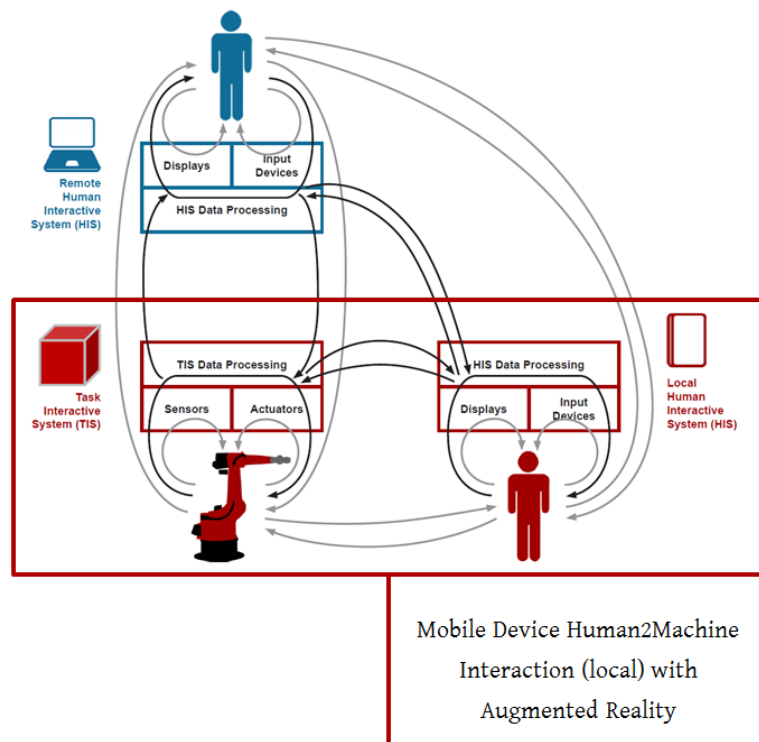 Displays
Input
Devices
HIS Data Processing
Remote
Human
Interactive
System (HIS)
TIS Data Processing
Sensors
Actuators
Task
Interactive
System (TIS)
HIS Data Processing
Displays
Input
Devices
Local
Human
Interactive
System (HIS)
Mobile Device Human2Machine
Interaction (local) with
Augmented Reality